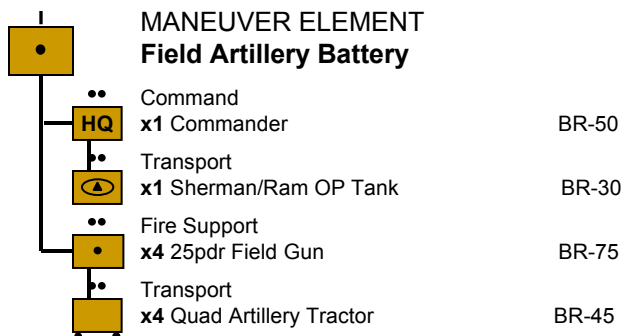 MANEUVER ELEMENT
Field Artillery Battery
Command
HQ x1 Commander BR-50
Transport
x1 Sherman/Ram OP Tank BR-30
Fire Support
x4 25pdr Field Gun BR-75
Transport
x4 Quad Artillery Tractor BR-45